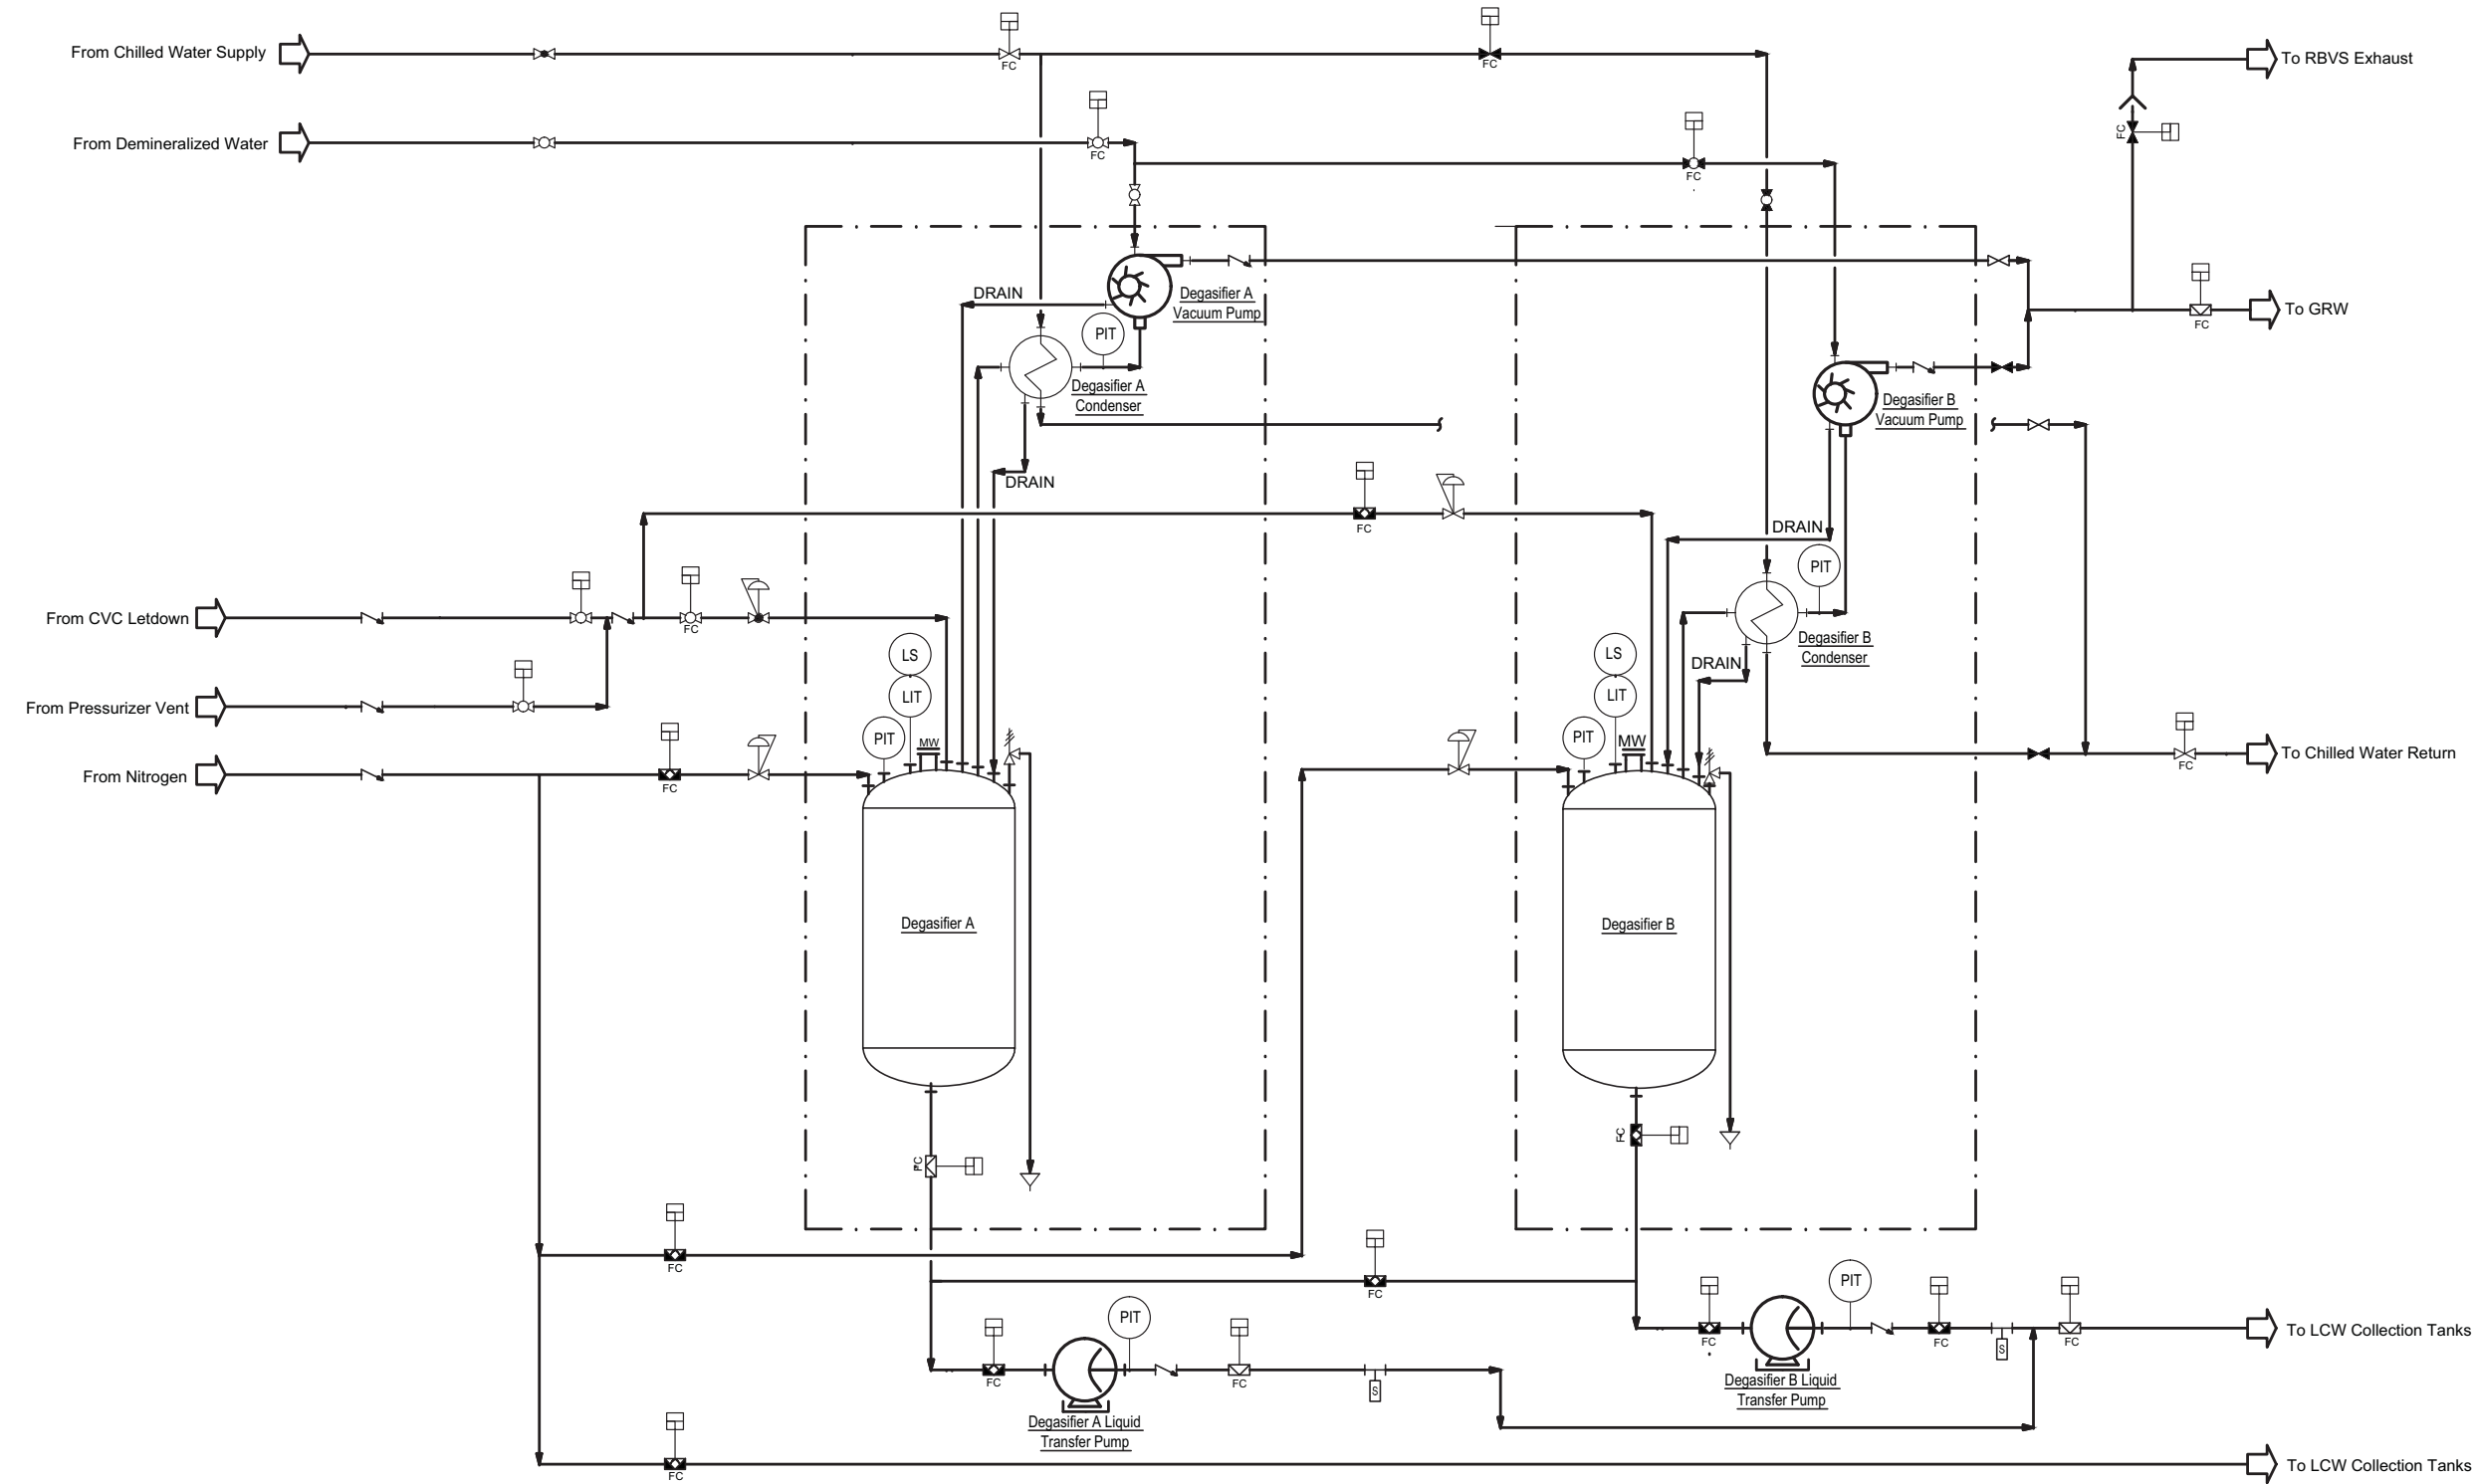 FC
FC
From Chilled Water Supply
To RBVS Exhaust
From Demineralized Water
FC
FC
FC
DRAIN
Degasifier A
Vacuum Pump
PIT
Degasifier A
Condenser
To GRW
FC
Degasifier B
Vacuum Pump
DRAIN
FC
DRAIN
PIT
From CVC Letdown
FC
Degasifier B
Condenser
DRAIN
LS
LIT
PIT
MW
LS
LIT
PIT
MW
From Pressurizer Vent
From Nitrogen
FC
To Chilled Water Return
FC
Degasifier A
Degasifier B
FC
FC
FC
FC
PIT
FC
FC
S
Degasifier A Liquid
Transfer Pump
PIT
FC
FC
S
FC
Degasifier B Liquid
Transfer Pump
To LCW Collection Tanks
FC
To LCW Collection Tanks